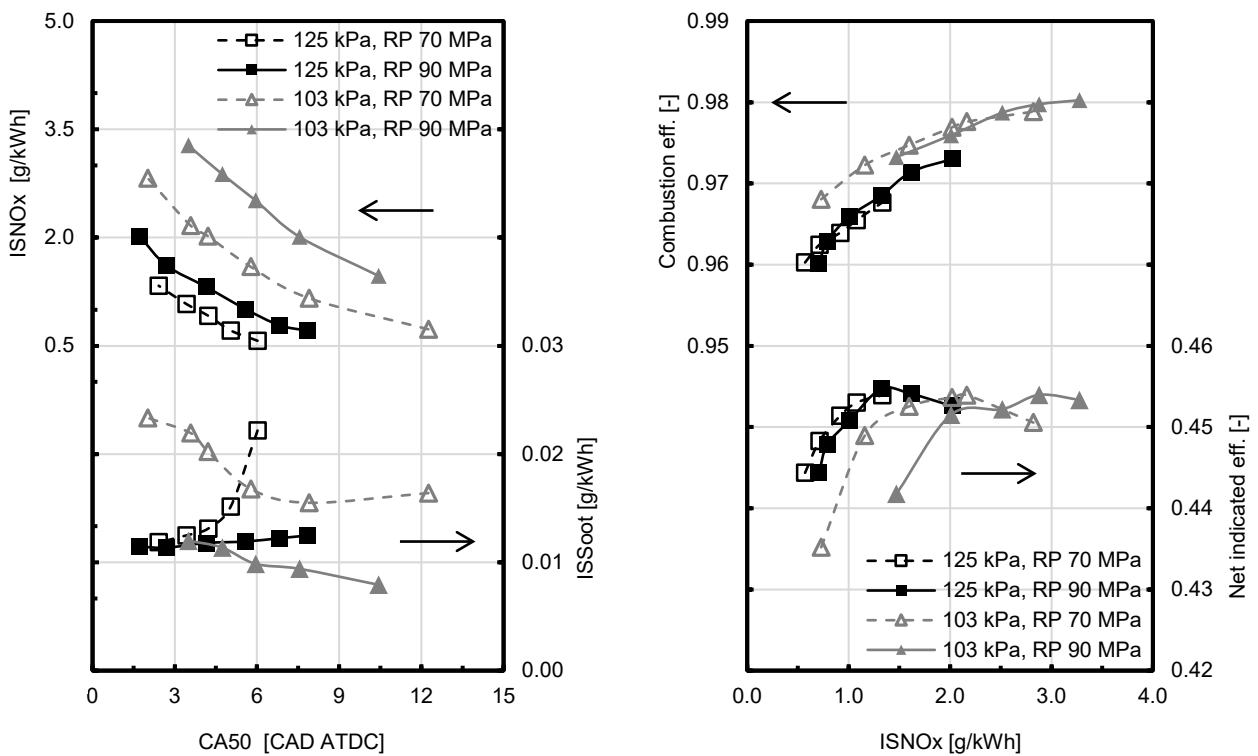 5.0
3.5
2.0
0.5
ISNOx [g/kWh]
125 kPa, RP 70 MPa
125 kPa, RP 90 MPa
103 kPa, RP 70 MPa
103 kPa, RP 90 MPa
0.03
0.02
0.01
0.00
ISSoot [g/kWh]
0
3
6
9
12
15
CA50 [CAD ATDC]
0.99
0.98
0.97
0.96
0.95
Combustion eff. [-]
0.46
0.45
0.44
0.43
0.42
Net indicated eff. [-]
125 kPa, RP 70 MPa
125 kPa, RP 90 MPa
103 kPa, RP 70 MPa
103 kPa, RP 90 MPa
0.0
1.0
2.0
3.0
4.0
ISNOx [g/kWh]